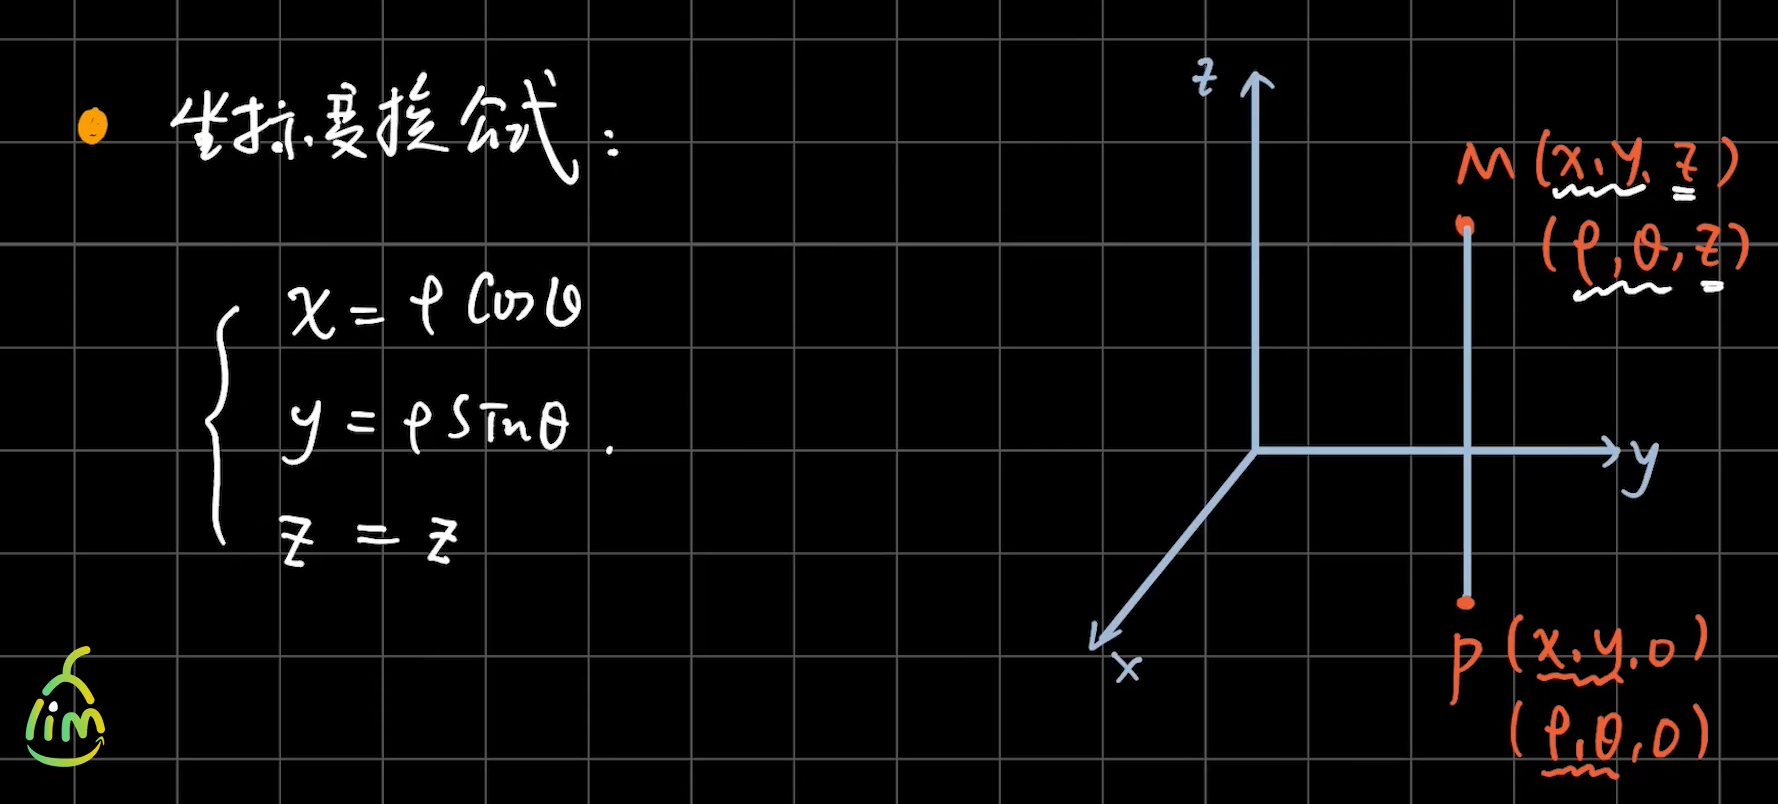 坐标变换公式:
x = ρ cosθ
y = ρ sinθ.
z = z
z
M (x, y, z)
(ρ, θ, z)
y
x
P (x, y, 0)
(ρ, θ, 0)
lim